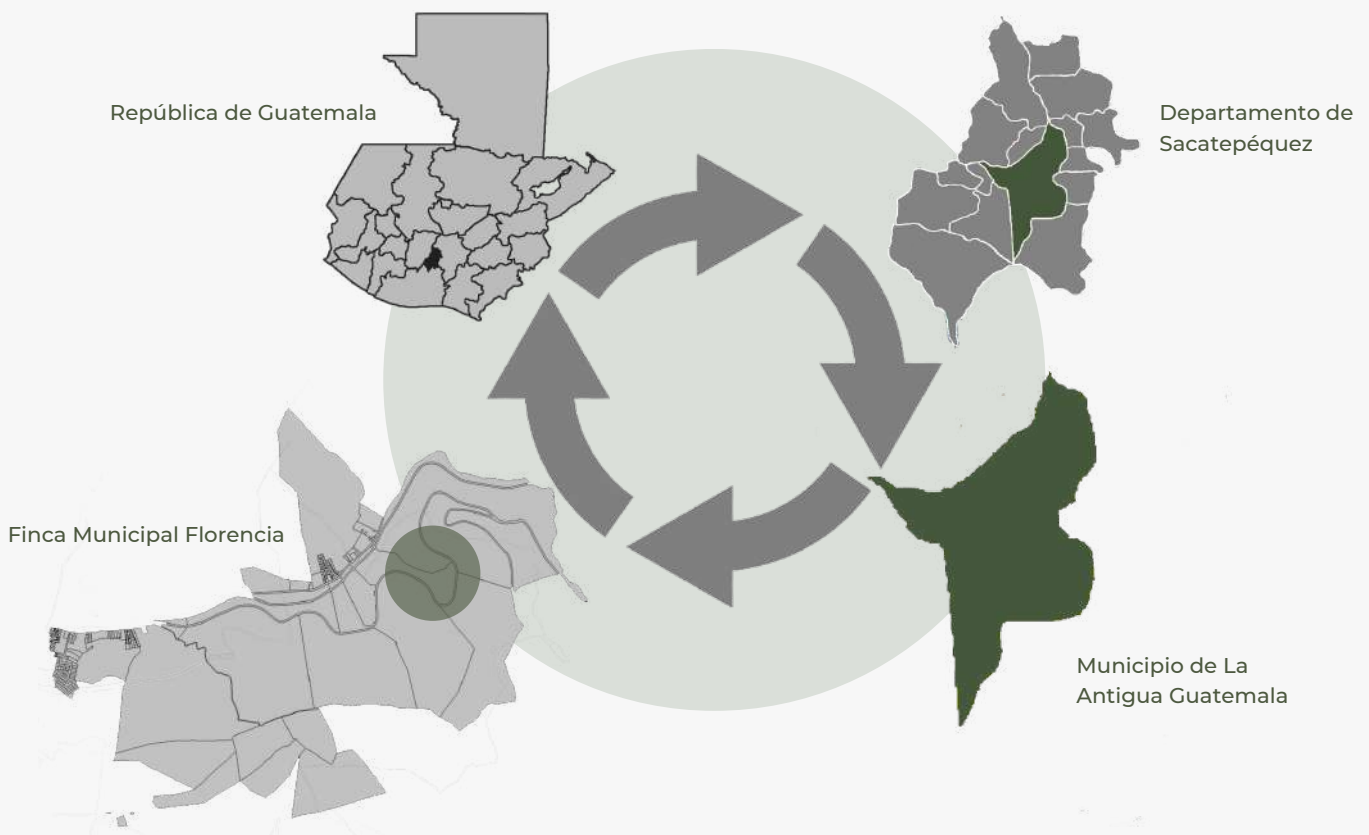 República de Guatemala
Departamento de
Sacatepéquez
Finca Municipal Florencia
Municipio de La
Antigua Guatemala